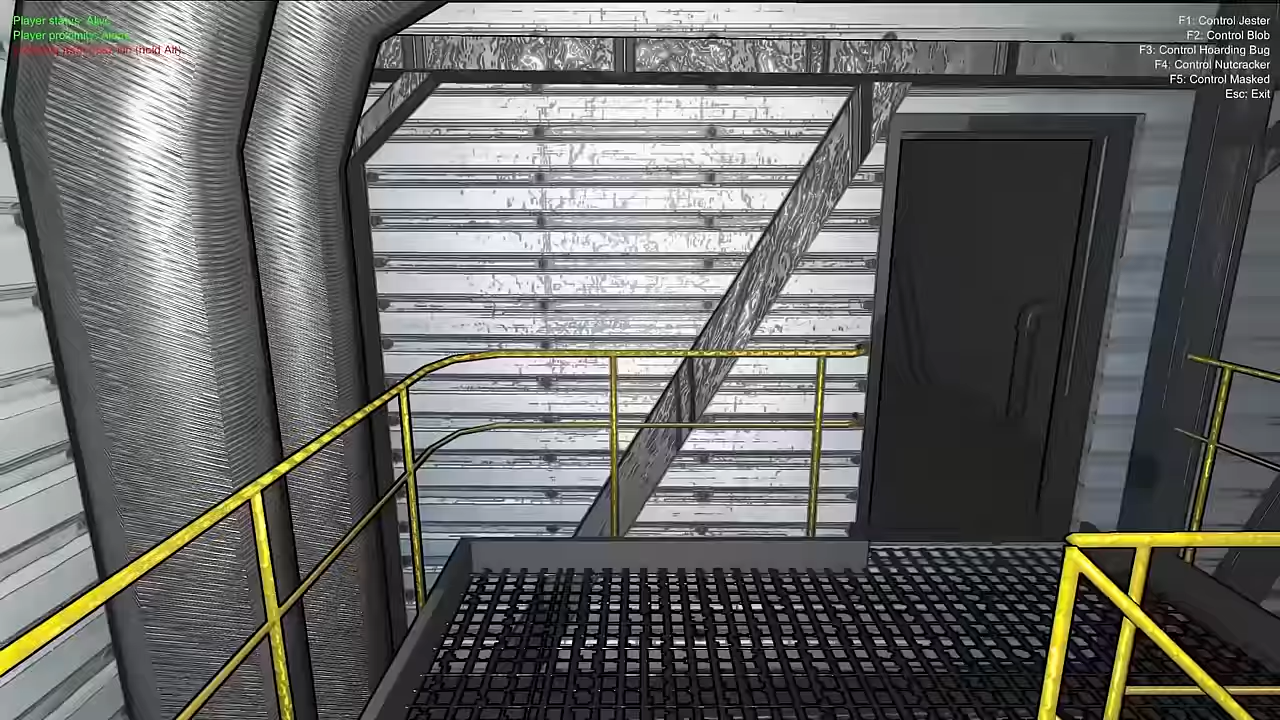 Player status: Alive
Player proximity: Alone
F1: Control Jester
F2: Control Blob
F3: Control Hoarding Bug
F4: Control Nutcracker
F5: Control Masked
Esc: Exit